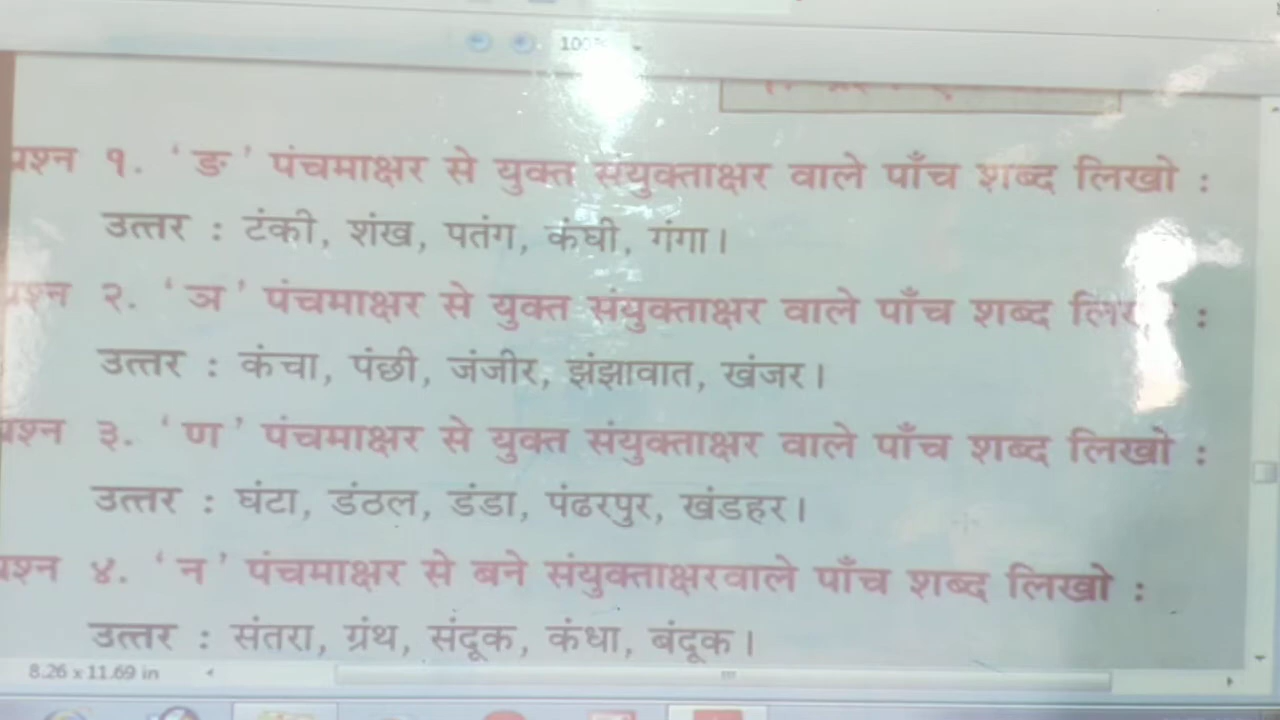 प्रश्न १. 'ङ' पंचमाक्षर से युक्त संयुक्ताक्षर वाले पाँच शब्द लिखो :
उत्तर : टंकी, शंख, पतंग, कंघी, गंगा।
प्रश्न २. 'ञ' पंचमाक्षर से युक्त संयुक्ताक्षर वाले पाँच शब्द :
उत्तर : कंचा, पंछी, जंजीर, झंझावात, खंजर।
प्रश्न ३. 'ण' पंचमाक्षर से युक्त संयुक्ताक्षर वाले पाँच शब्द लिखो :
उत्तर : घंटा, डंठल, डंडा, पंढरपुर, खंडहर।
प्रश्न ४. 'न' पंचमाक्षर से बने संयुक्ताक्षरवाले पाँच शब्द लिखो :
उत्तर : संतरा, ग्रंथ, संदूक, कंधा, बंदूक।
8.26 x 11.69 in